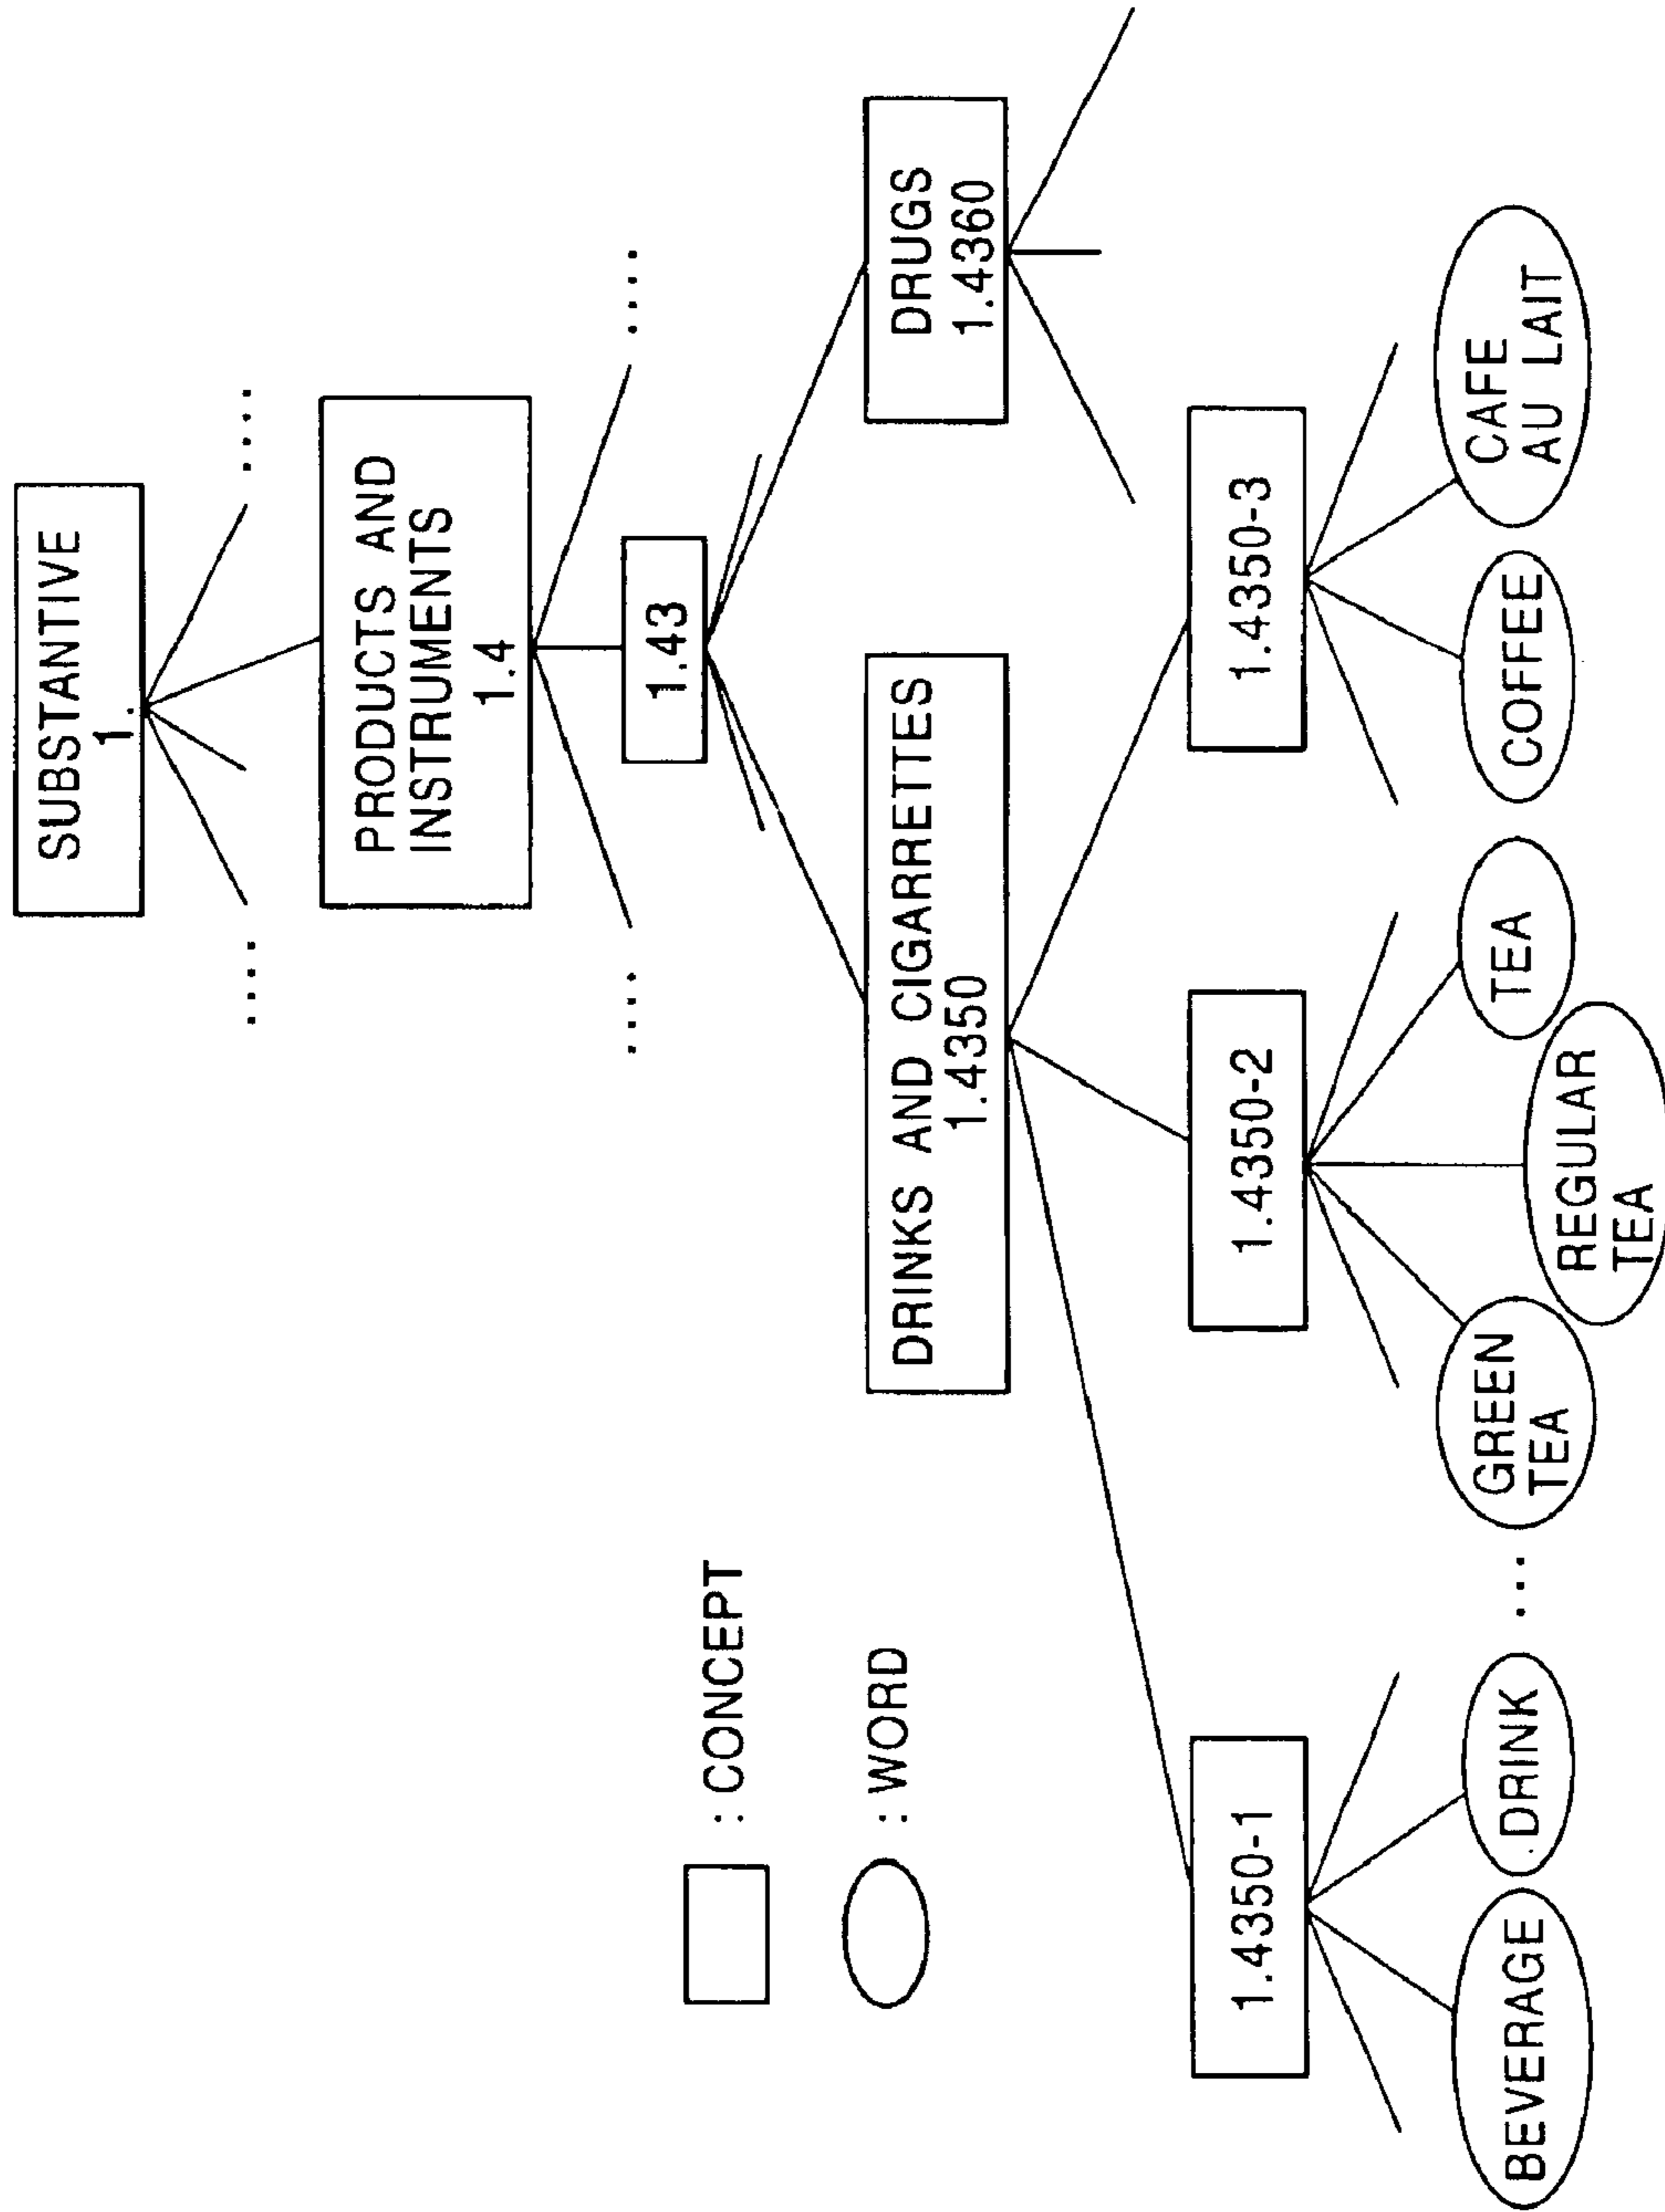 SUBSTANTIVE
1.
....
....
PRODUCTS AND
INSTRUMENTS
1.4
....
....
1.43
: CONCEPT
: WORD
DRINKS AND CIGARRETTES
1.4350
DRUGS
1.4360
1.4350-1
1.4350-2
1.4350-3
BEVERAGE
DRINK
...
GREEN
TEA
REGULAR
TEA
TEA
COFFEE
CAFE
AU LAIT